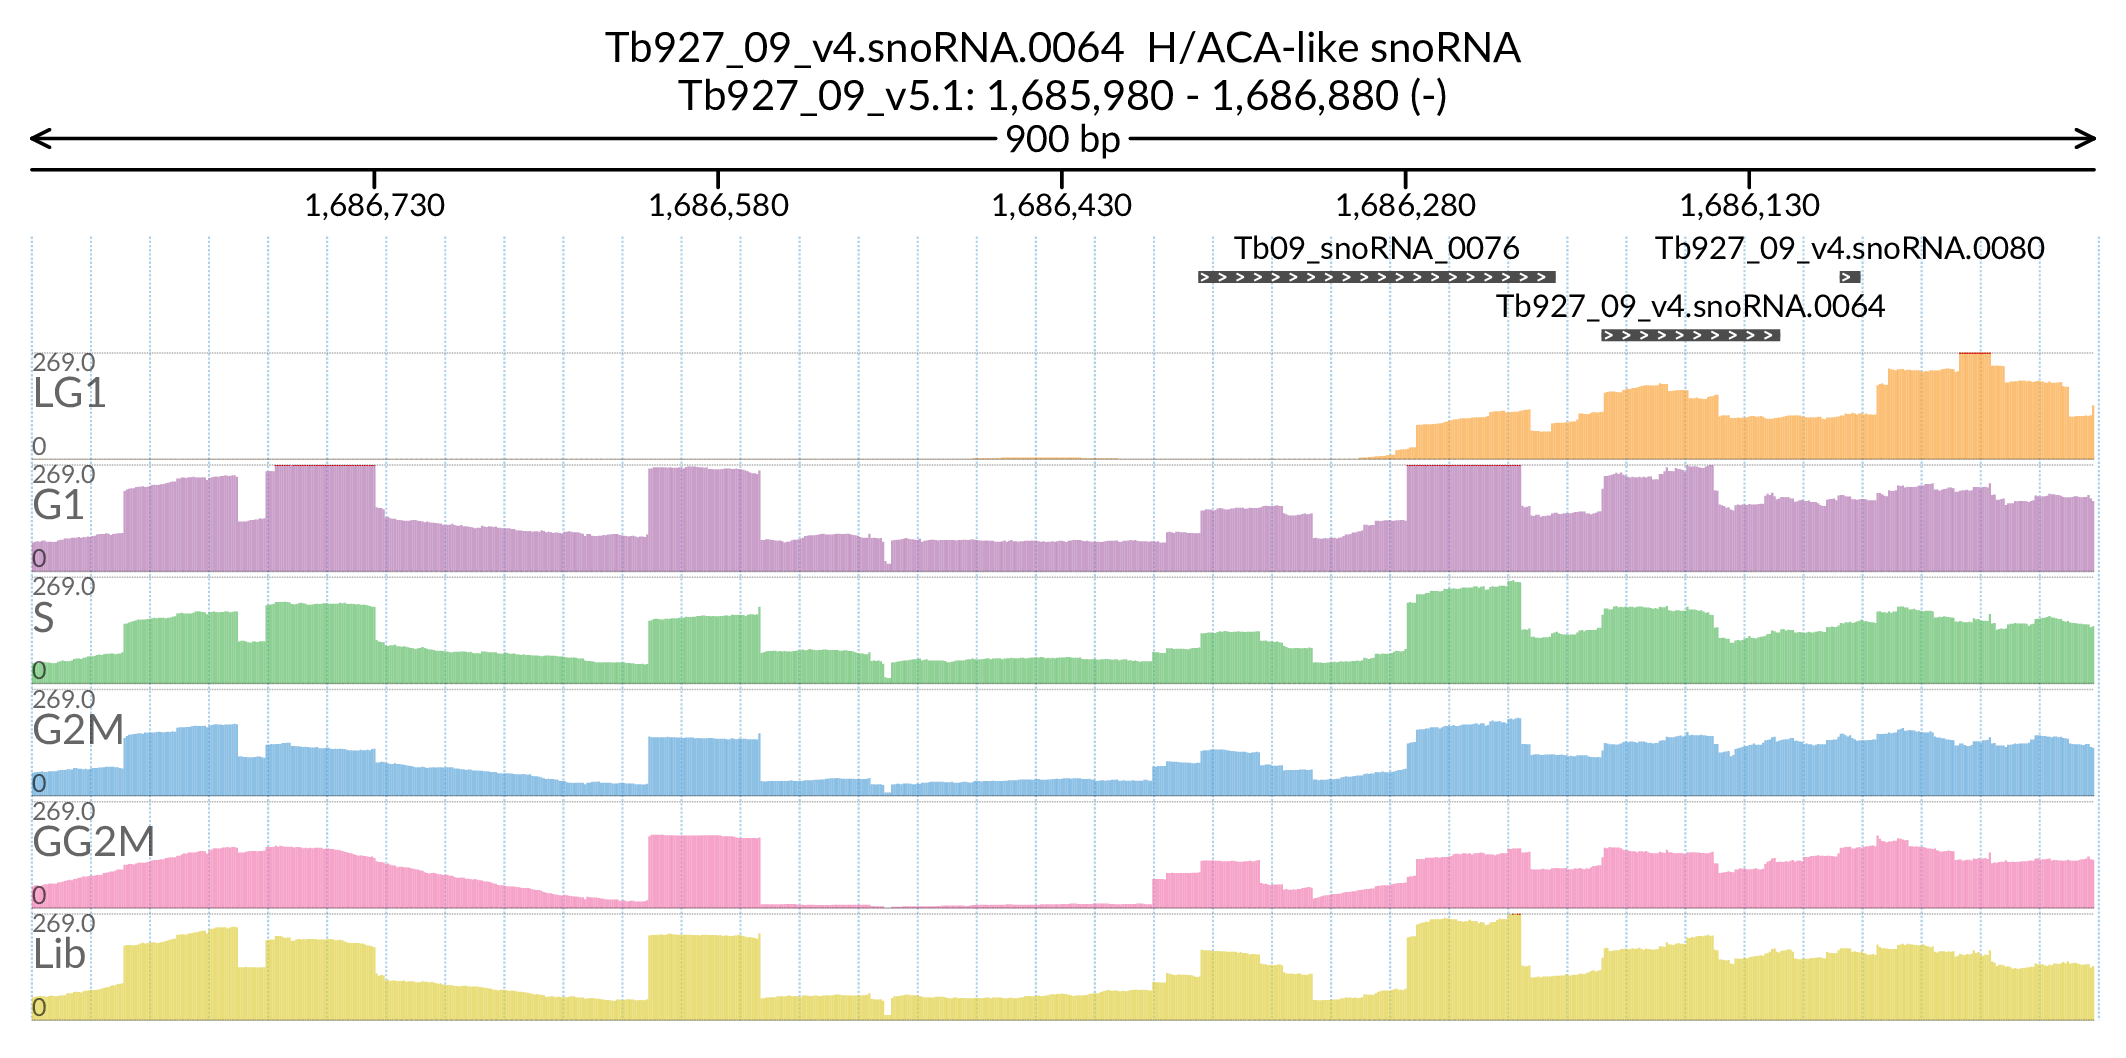 Tb927_09_v4.snoRNA.0064 H/ACA-like snoRNA
Tb927_09_v5.1: 1,685,980 - 1,686,880 (-)
900 bp
1,686,730 1,686,580 1,686,430 1,686,280 1,686,130
Tb09_snoRNA_0076 Tb927_09_v4.snoRNA.0080
Tb927_09_v4.snoRNA.0064
269.0
LG1
0
269.0
G1
0
269.0
S
0
269.0
G2M
0
269.0
GG2M
0
269.0
Lib
0